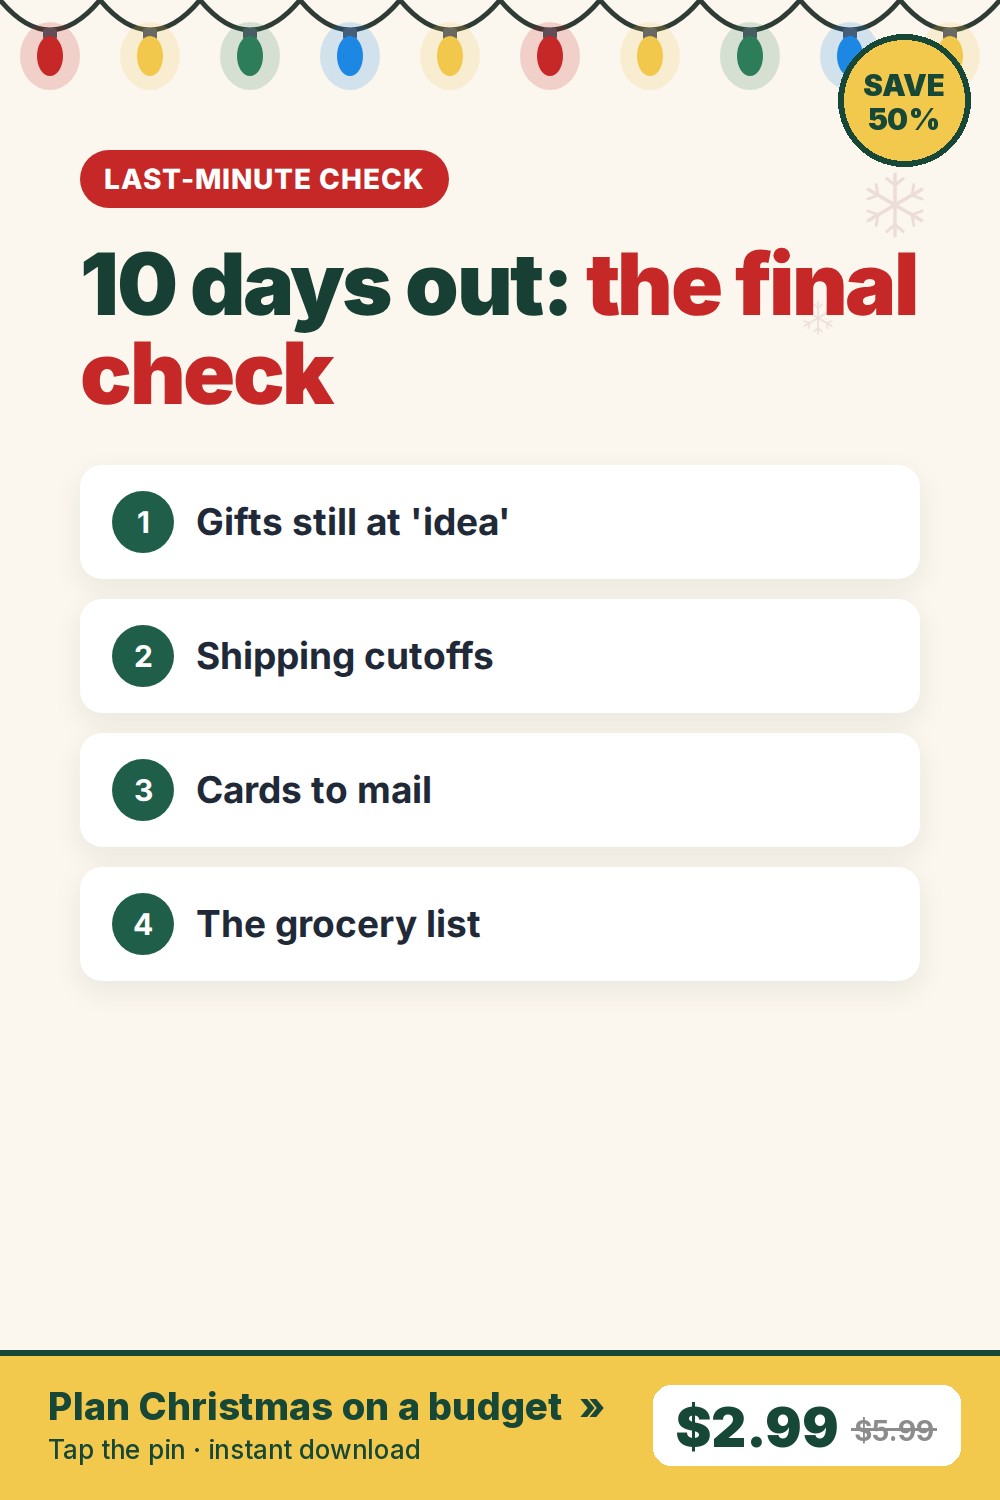 SAVE
50%
LAST-MINUTE CHECK
10 days out: the final
check
1 Gifts still at 'idea'
2 Shipping cutoffs
3 Cards to mail
4 The grocery list
Plan Christmas on a budget »
Tap the pin · instant download
$2.99 $5.99